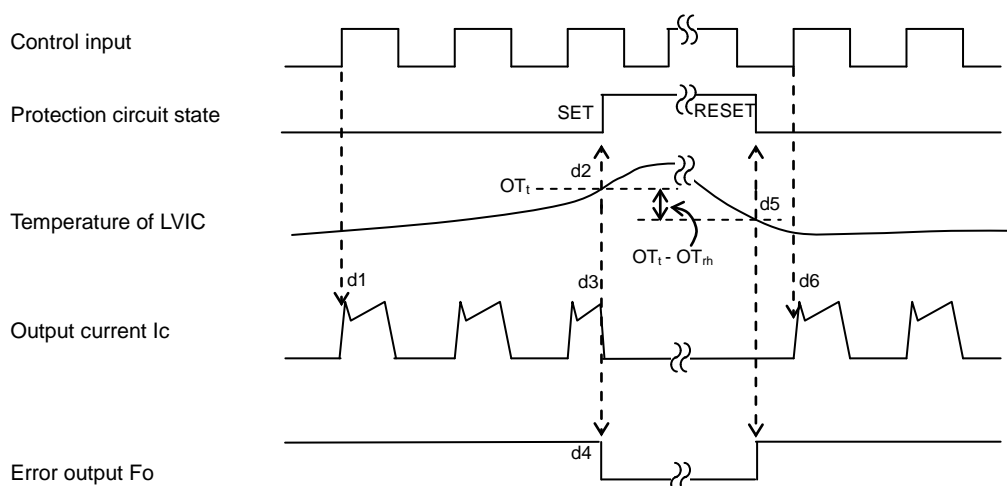 Control input
Protection circuit state
SET
RESET
d2
OTₜ
d5
Temperature of LVIC
OTₜ - OTᵣₕ
d1
d3
d6
Output current Ic
d4
Error output Fo